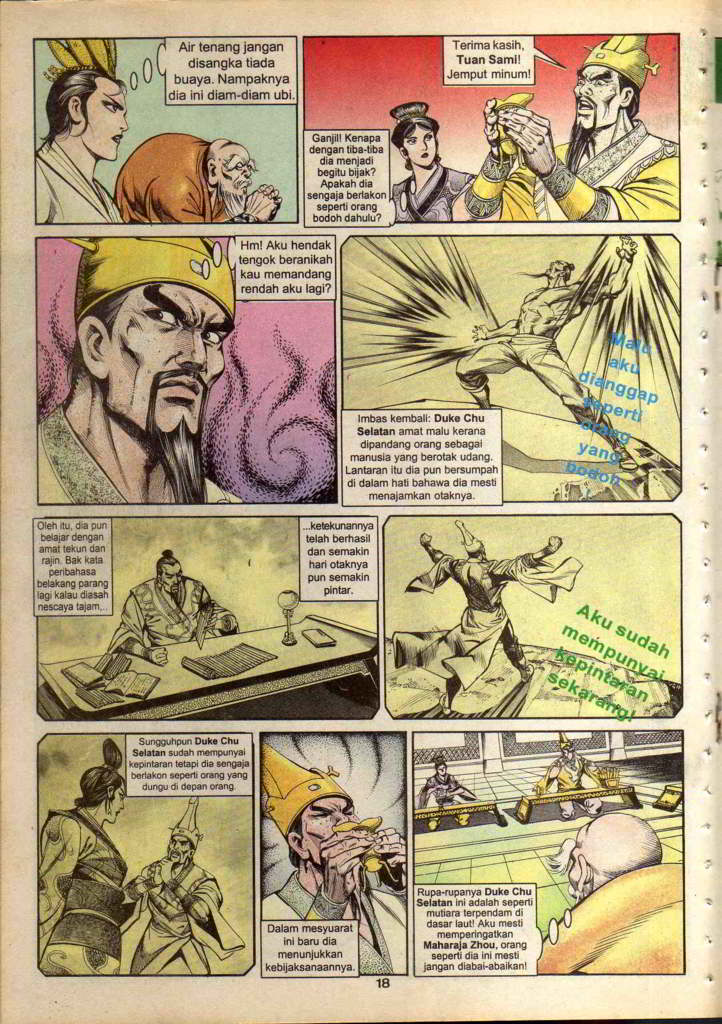 Air tenang jangan
disangka tiada
buaya. Nampaknya
dia ini diam-diam ubi.
Terima kasih,
Tuan Sami!
Jemput minum!
Ganjil! Kenapa
dengan tiba-tiba
dia menjadi
begitu bijak?
Apakah dia
sengaja berlakon
seperti orang
bodoh dahulu?
Hm! Aku hendak
tengok beranikah
kau memandang
rendah aku lagi?
Malu
aku
dianggap
seperti
orang
yang
bodoh
Imbas kembali: Duke Chu
Selatan amat malu kerana
dipandang orang sebagai
manusia yang berotak udang.
Lantaran itu dia pun bersumpah
di dalam hati bahawa dia mesti
menajamkan otaknya.
Oleh itu, dia pun
belajar dengan
amat tekun dan
rajin. Bak kata
peribahasa
belakang parang
lagi kalau diasah
nescaya tajam,..
...ketekunannya
telah berhasil
dan semakin
hari otaknya
pun semakin
pintar.
Aku sudah
mempunyai
kepintaran
sekarang!
Sungguhpun Duke Chu
Selatan sudah mempunyai
kepintaran tetapi dia sengaja
berlakon seperti orang yang
dungu di depan orang.
Dalam mesyuarat
ini baru dia
menunjukkan
kebijaksanaannya.
Rupa-rupanya Duke Chu
Selatan ini adalah seperti
mutiara terpendam di
dasar laut! Aku mesti
memperingatkan
Maharaja Zhou, orang
seperti dia ini mesti
jangan diabai-abaikan!
18